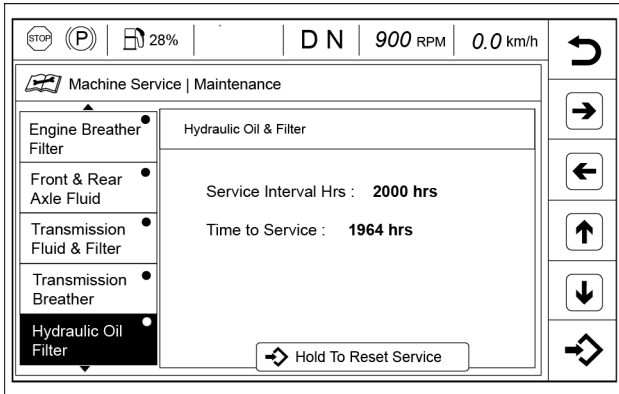 STOP (P) 28% D N 900 RPM 0.0 km/h
Machine Service | Maintenance
Engine Breather
Filter
Front & Rear
Axle Fluid
Transmission
Fluid & Filter
Transmission
Breather
Hydraulic Oil
Filter
Hydraulic Oil & Filter
Service Interval Hrs : 2000 hrs
Time to Service : 1964 hrs
Hold To Reset Service